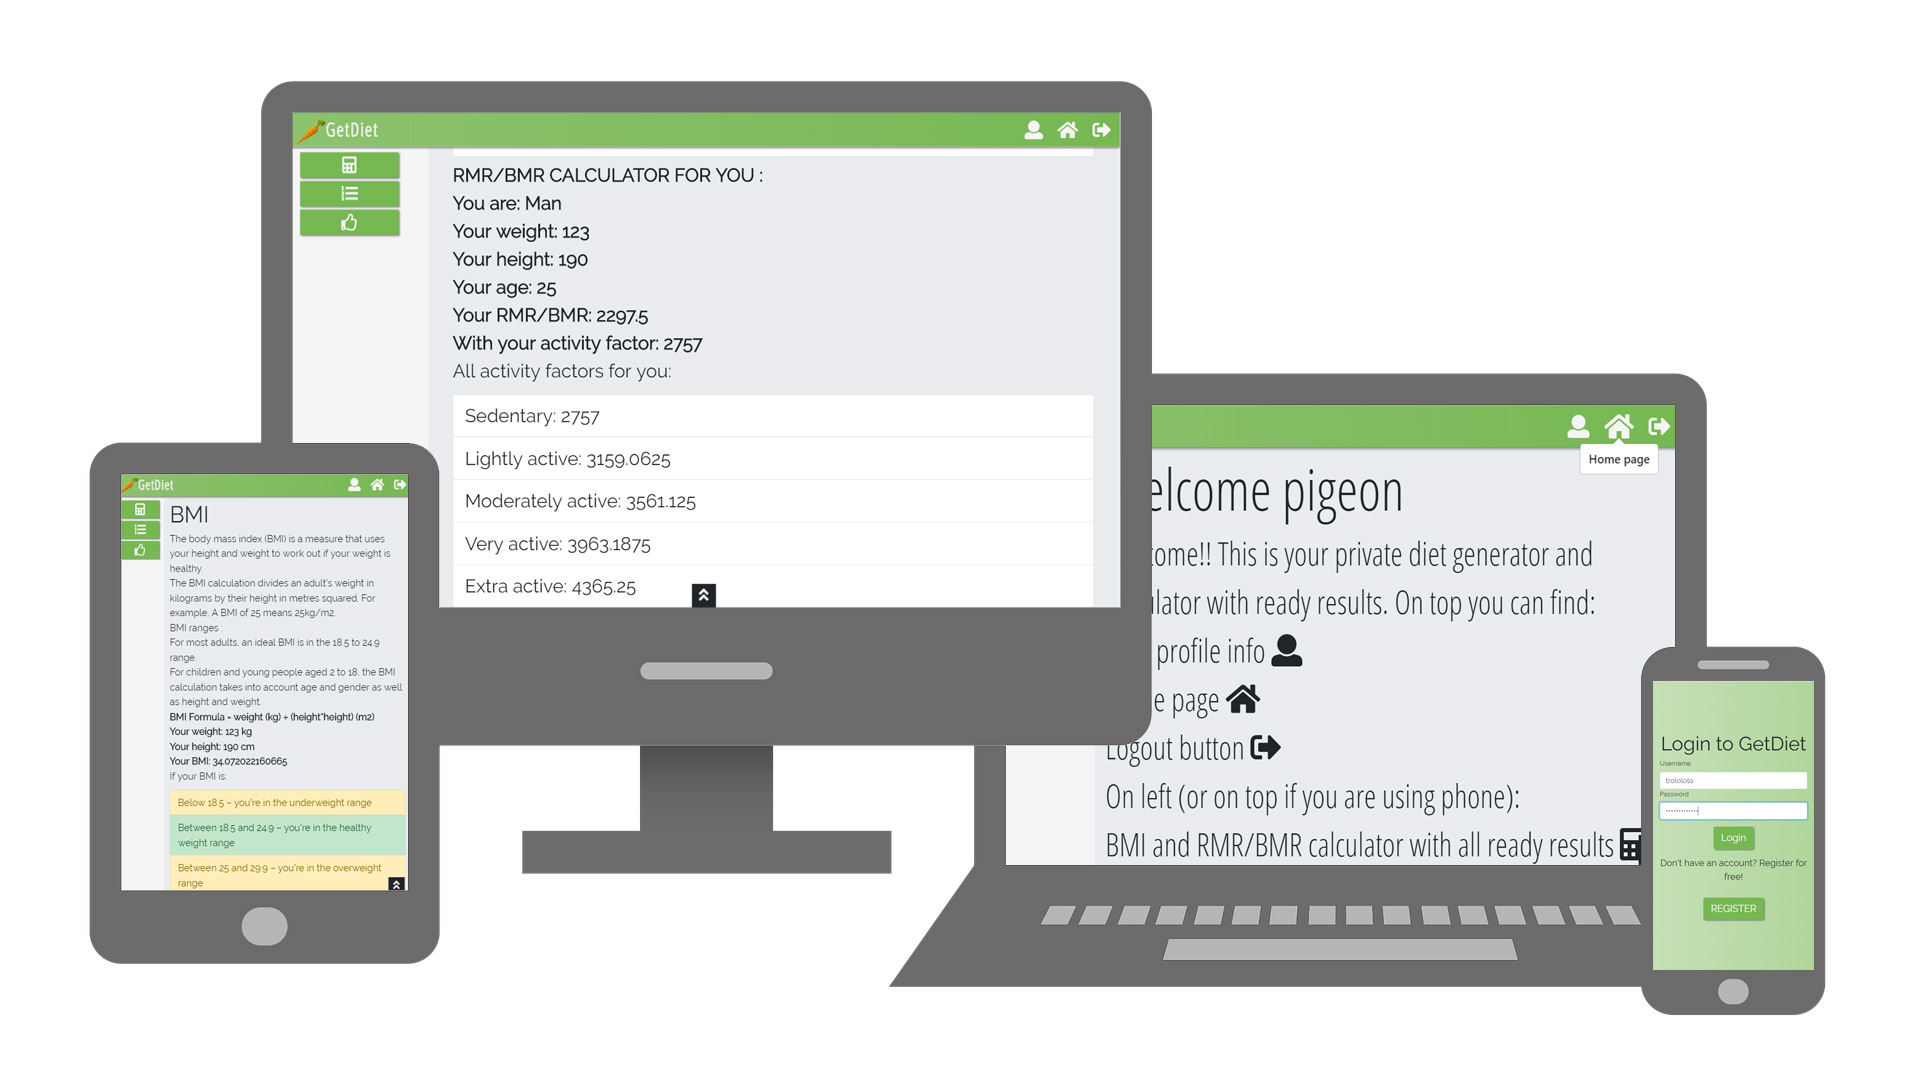 GetDiet
RMR/BMR CALCULATOR FOR YOU :
You are: Man
Your weight: 123
Your height: 190
Your age: 25
Your RMR/BMR: 2297.5
With your activity factor: 2757
All activity factors for you:
Sedentary: 2757
Lightly active: 3159.0625
Moderately active: 3561.125
Very active: 3963.1875
Extra active: 4365.25
GetDiet
BMI
The body mass index (BMI) is a measure that uses
your height and weight to work out if your weight is
healthy.
The BMI calculation divides an adult's weight in
kilograms by their height in metres squared. For
example, A BMI of 25 means 25kg/m2.
BMI ranges :
For most adults, an ideal BMI is in the 18.5 to 24.9
range.
For children and young people aged 2 to 18, the BMI
calculation takes into account age and gender as well
as height and weight.
BMI Formula = weight (kg) ÷ (height*height) (m2)
Your weight: 123 kg
Your height: 190 cm
Your BMI: 34.072022160665
If your BMI is:
Below 18.5 – you're in the underweight range
Between 18.5 and 24.9 – you're in the healthy
weight range
Between 25 and 29.9 – you're in the overweight
range
Home page
elcome pigeon
come!! This is your private diet generator and
lator with ready results. On top you can find:
profile info
e page
Logout button
On left (or on top if you are using phone):
BMI and RMR/BMR calculator with all ready results
Login to GetDiet
Username
trolololo
Password
Login
Don't have an account? Register for
free!
REGISTER